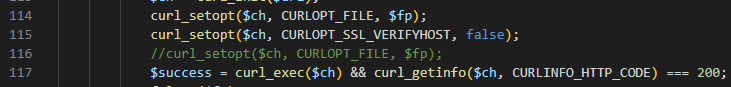 114 curl_setopt($ch, CURLOPT_FILE, $fp);
115 curl_setopt($ch, CURLOPT_SSL_VERIFYHOST, false);
116 //curl_setopt($ch, CURLOPT_FILE, $fp);
117 $success = curl_exec($ch) && curl_getinfo($ch, CURLINFO_HTTP_CODE) === 200;